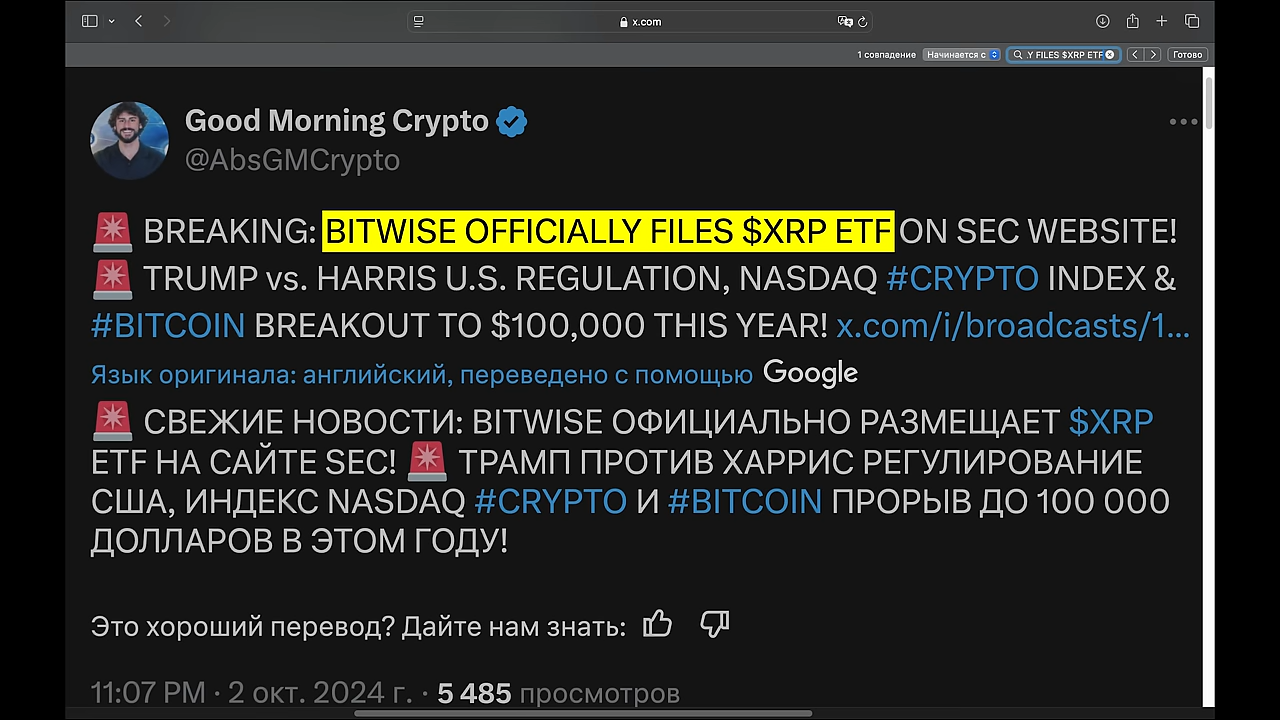 x.com
1 совпадение Начинается с Y FILES $XRP ETF Готово
Good Morning Crypto
@AbsGMCrypto
🚨 BREAKING: BITWISE OFFICIALLY FILES $XRP ETF ON SEC WEBSITE!
🚨 TRUMP vs. HARRIS U.S. REGULATION, NASDAQ #CRYPTO INDEX &
#BITCOIN BREAKOUT TO $100,000 THIS YEAR! x.com/i/broadcasts/1...
Язык оригинала: английский, переведено с помощью Google
🚨 СВЕЖИЕ НОВОСТИ: BITWISE ОФИЦИАЛЬНО РАЗМЕЩАЕТ $XRP
ETF НА САЙТЕ SEC! 🚨 ТРАМП ПРОТИВ ХАРРИС РЕГУЛИРОВАНИЕ
США, ИНДЕКС NASDAQ #CRYPTO И #BITCOIN ПРОРЫВ ДО 100 000
ДОЛЛАРОВ В ЭТОМ ГОДУ!
Это хороший перевод? Дайте нам знать:
11:07 PM · 2 окт. 2024 г. · 5 485 просмотров